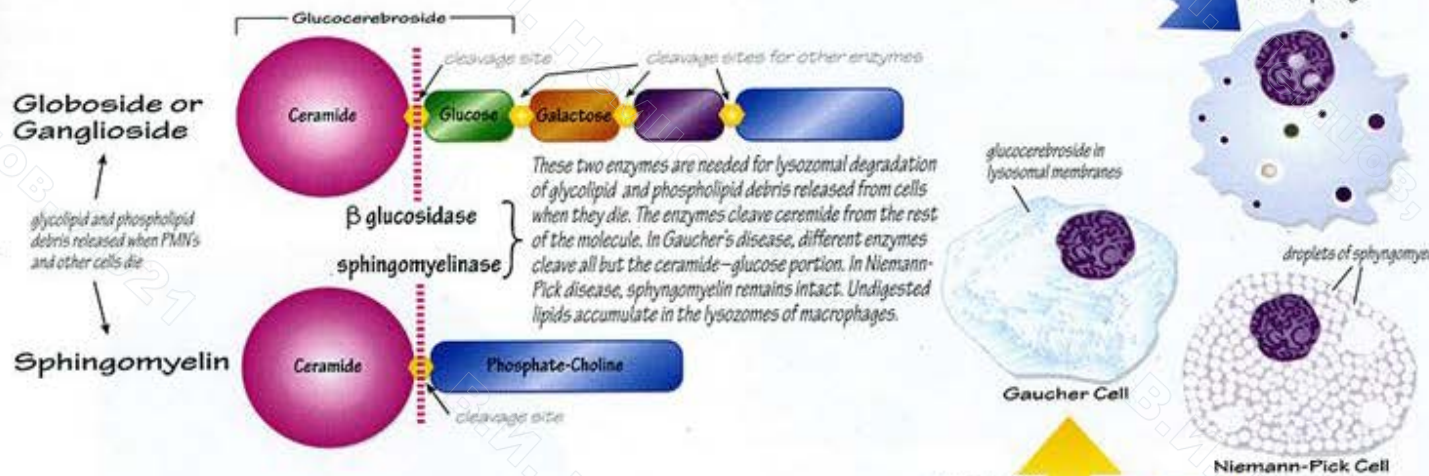 Glucocerebroside
cleavage site
cleavage sites for other enzymes
Globoside or
Ganglioside
Ceramide
Glucose
Galactose
These two enzymes are needed for lysozomal degradation
of glycolipid and phospholipid debris released from cells
when they die. The enzymes cleave ceremide from the rest
of the molecule. In Gaucher's disease, different enzymes
cleave all but the ceramide–glucose portion. In Niemann-
Pick disease, sphyngomyelin remains intact. Undigested
lipids accumulate in the lysozomes of macrophages.
glycolipid and phospholipid
debris released when PMN's
and other cells die
β glucosidase
sphingomyelinase
Sphingomyelin
Ceramide
Phosphate-Choline
cleavage site
glucocerebroside in
lysosomal membranes
Gaucher Cell
droplets of
Niemann-Pick Cell